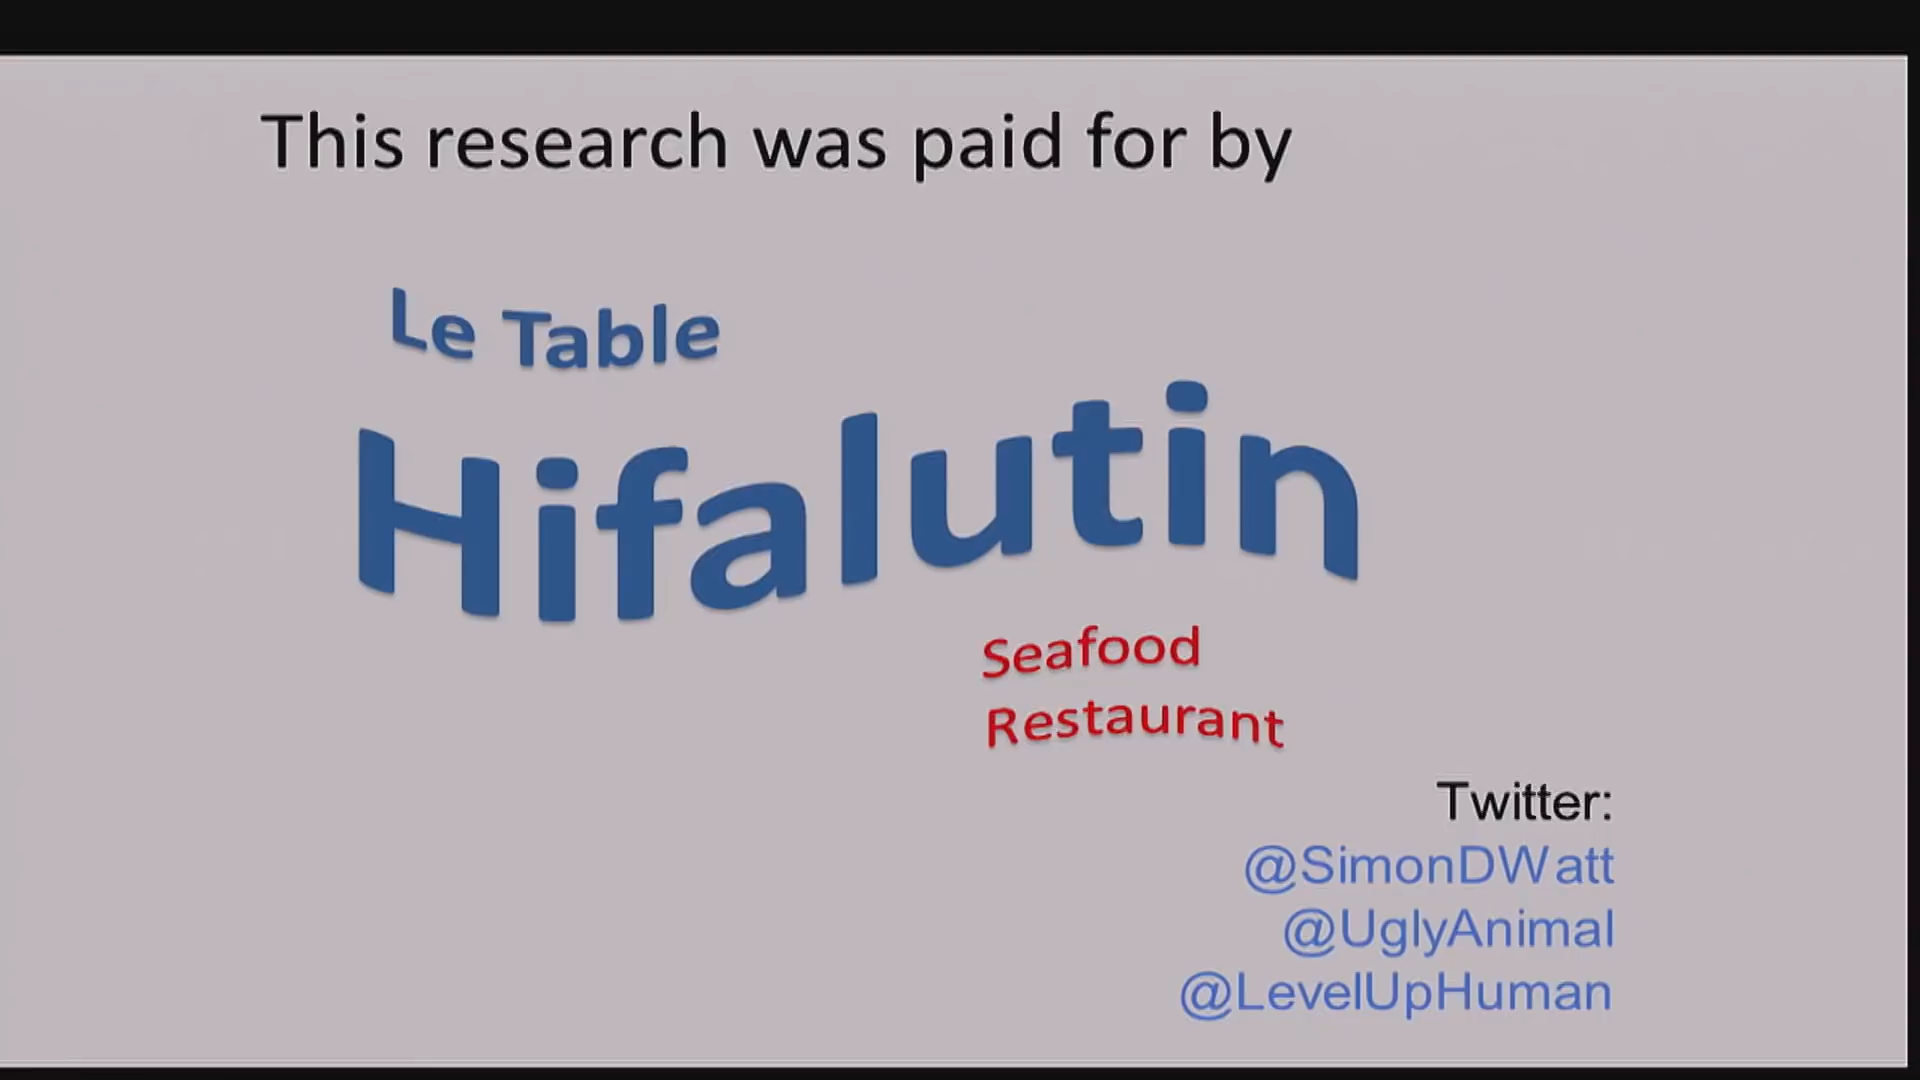 This research was paid for by
Le Table
Hifalutin
Seafood
Restaurant
Twitter:
@SimonDWatt
@UglyAnimal
@LevelUpHuman